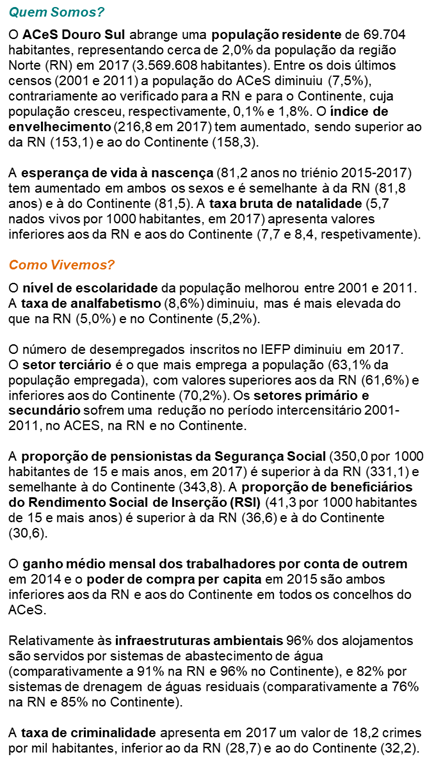 Quem Somos?
O ACeS Douro Sul abrange uma população residente de 69.704
habitantes, representando cerca de 2,0% da população da região
Norte (RN) em 2017 (3.569.608 habitantes). Entre os dois últimos
censos (2001 e 2011) a população do ACeS diminuiu (7,5%),
contrariamente ao verificado para a RN e para o Continente, cuja
população cresceu, respectivamente, 0,1% e 1,8%. O índice de
envelhecimento (216,8 em 2017) tem aumentado, sendo superior ao
da RN (153,1) e ao do Continente (158,3).
A esperança de vida à nascença (81,2 anos no triénio 2015-2017)
tem aumentado em ambos os sexos e é semelhante à da RN (81,8
anos) e à do Continente (81,5). A taxa bruta de natalidade (5,7
nados vivos por 1000 habitantes, em 2017) apresenta valores
inferiores aos da RN e aos do Continente (7,7 e 8,4, respetivamente).
Como Vivemos?
O nível de escolaridade da população melhorou entre 2001 e 2011.
A taxa de analfabetismo (8,6%) diminuiu, mas é mais elevada do
que na RN (5,0%) e no Continente (5,2%).
O número de desempregados inscritos no IEFP diminuiu em 2017.
O setor terciário é o que mais emprega a população (63,1% da
população empregada), com valores superiores aos da RN (61,6%) e
inferiores aos do Continente (70,2%). Os setores primário e
secundário sofrem uma redução no período intercensitário 2001-
2011, no ACES, na RN e no Continente.
A proporção de pensionistas da Segurança Social (350,0 por 1000
habitantes de 15 e mais anos, em 2017) é superior à da RN (331,1) e
semelhante à do Continente (343,8). A proporção de beneficiários
do Rendimento Social de Inserção (RSI) (41,3 por 1000 habitantes
de 15 e mais anos) é superior à da RN (36,6) e à do Continente
(30,6).
O ganho médio mensal dos trabalhadores por conta de outrem
em 2014 e o poder de compra per capita em 2015 são ambos
inferiores aos da RN e aos do Continente em todos os concelhos do
ACeS.
Relativamente às infraestruturas ambientais 96% dos alojamentos
são servidos por sistemas de abastecimento de água
(comparativamente a 91% na RN e 96% no Continente), e 82% por
sistemas de drenagem de águas residuais (comparativamente a 76%
na RN e 85% no Continente).
A taxa de criminalidade apresenta em 2017 um valor de 18,2 crimes
por mil habitantes, inferior ao da RN (28,7) e ao do Continente (32,2).